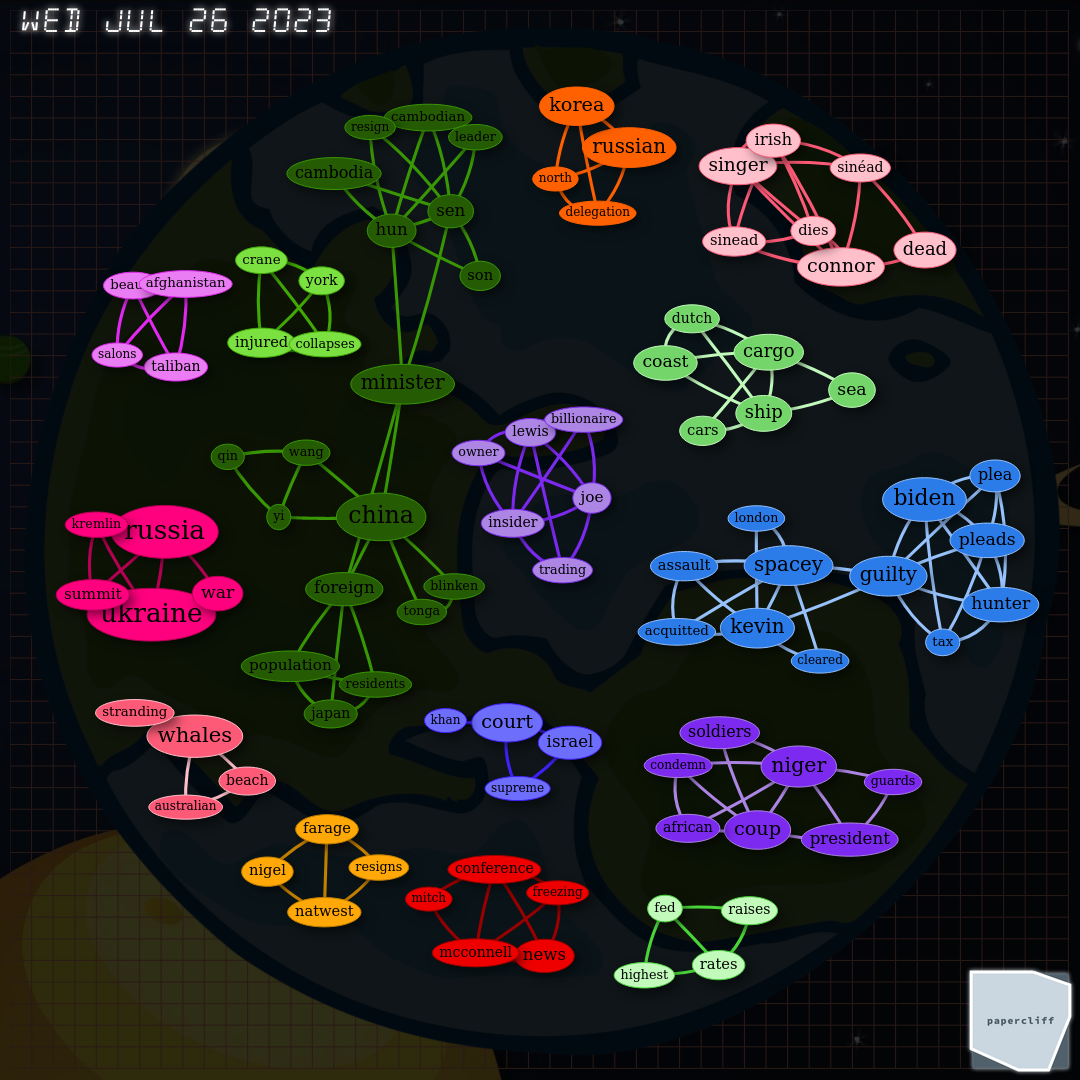 WED JUL 26 2023
korea
russian
north
delegation
cambodian
resign
leader
cambodia
sen
hun
son
irish
singer
sinéad
dies
sinead
connor
dead
crane
york
injured
collapses
afghanistan
salons
taliban
dutch
coast
cargo
sea
ship
cars
minister
qin
wang
yi
china
foreign
blinken
tonga
population
residents
japan
billionaire
lewis
owner
joe
insider
trading
plea
biden
pleads
guilty
hunter
tax
london
assault
spacey
acquitted
kevin
cleared
kremlin
russia
summit
war
ukraine
stranding
whales
beach
australian
khan
court
israel
supreme
soldiers
condemn
niger
guards
african
coup
president
farage
nigel
resigns
natwest
conference
mitch
freezing
mcconnell
news
fed
raises
rates
highest
papercliff